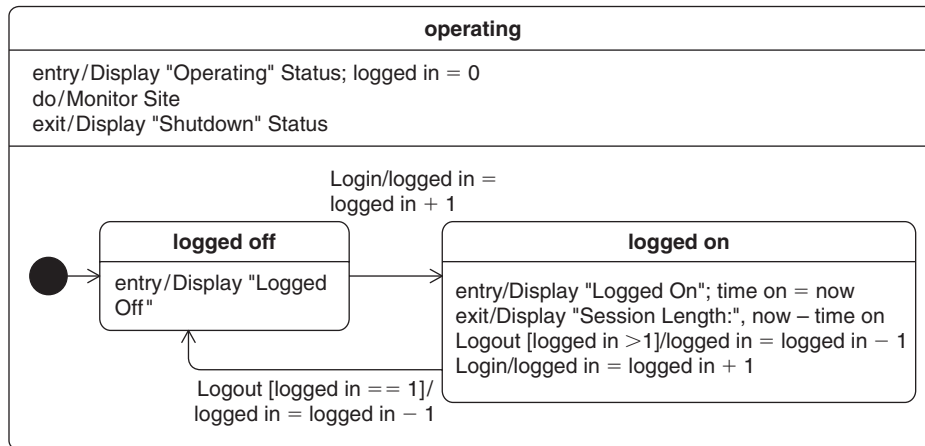 operating
entry/Display "Operating" Status; logged in = 0
do/Monitor Site
exit/Display "Shutdown" Status
Login/logged in =
logged in + 1
logged off
entry/Display "Logged
Off"
logged on
entry/Display "Logged On"; time on = now
exit/Display "Session Length:", now – time on
Logout [logged in >1]/logged in = logged in − 1
Login/logged in = logged in + 1
Logout [logged in == 1]/
logged in = logged in − 1